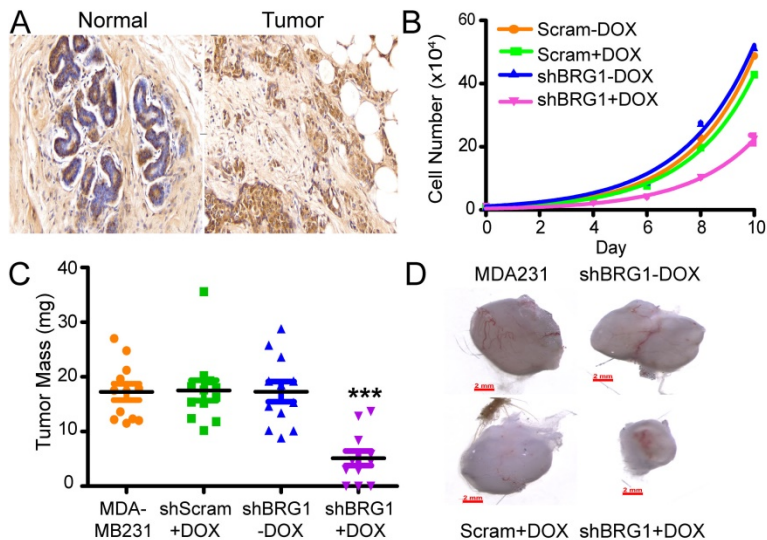 A
Normal
Tumor
B
Cell Number (x10⁴)
60
40
20
0
0 2 4 6 8 10
Day
Scram-DOX
Scram+DOX
shBRG1-DOX
shBRG1+DOX
C
Tumor Mass (mg)
40
30
20
10
0
***
MDA-
MB231
shScram
+DOX
shBRG1
-DOX
shBRG1
+DOX
D
MDA231 shBRG1-DOX
2 mm
2 mm
2 mm
2 mm
Scram+DOX shBRG1+DOX